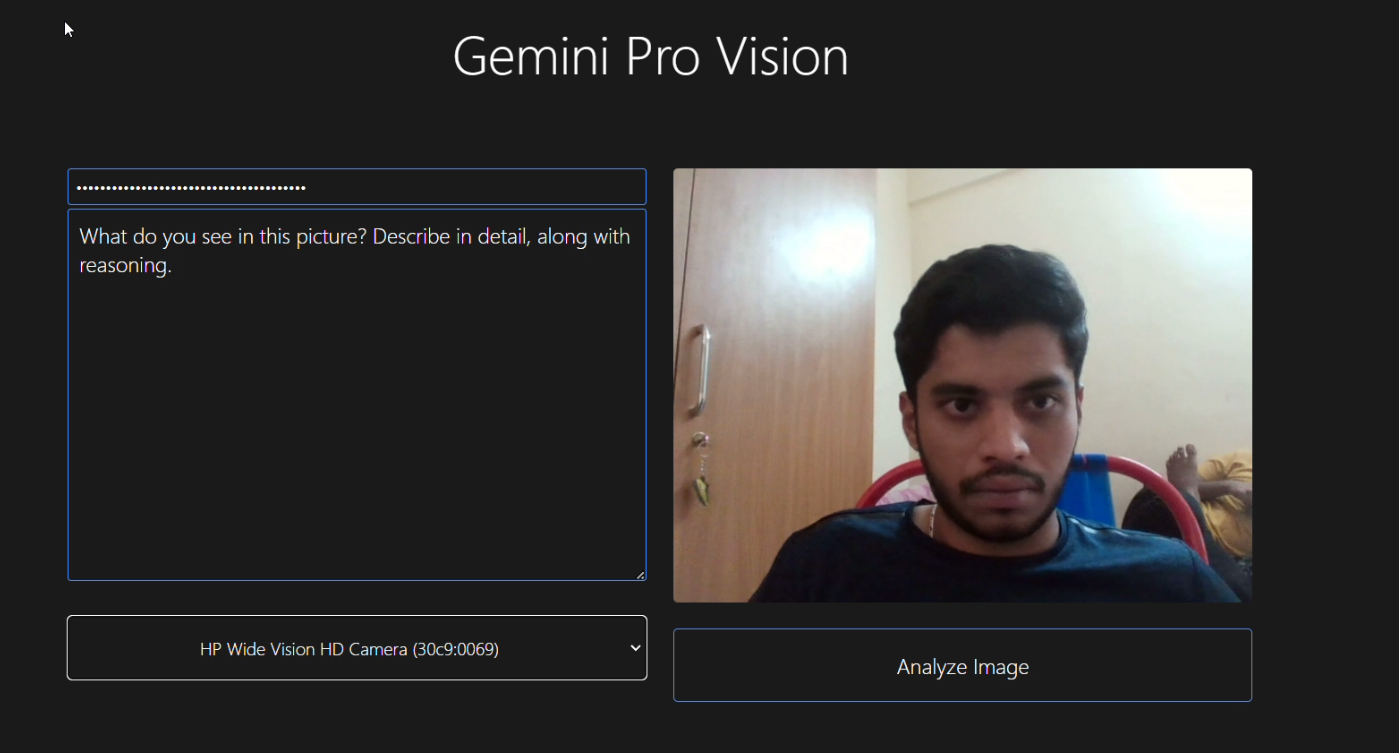 Gemini Pro Vision
•••••••••••••••••••••••••••••••••••••••
What do you see in this picture? Describe in detail, along with
reasoning.
HP Wide Vision HD Camera (30c9:0069)
Analyze Image